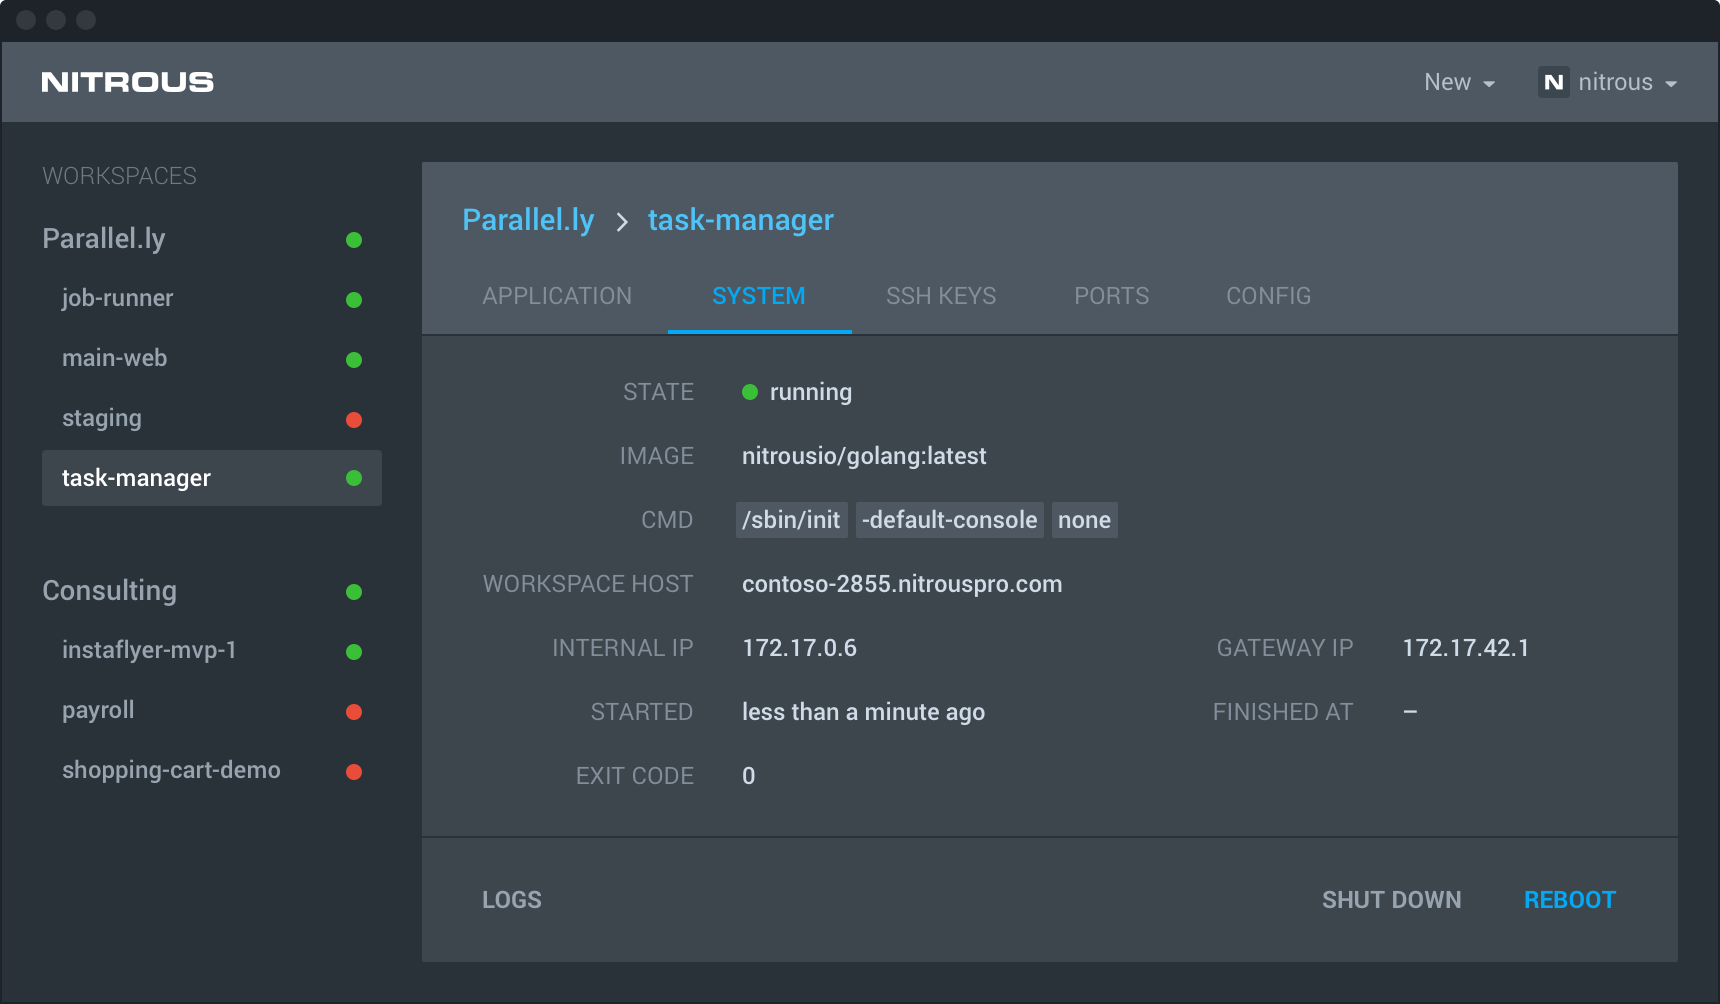 NITROUS
New
N nitrous
WORKSPACES
Parallel.ly
job-runner
main-web
staging
task-manager
Consulting
instaflyer-mvp-1
payroll
shopping-cart-demo
Parallel.ly > task-manager
APPLICATION SYSTEM SSH KEYS PORTS CONFIG
STATE running
IMAGE nitrousio/golang:latest
CMD /sbin/init -default-console none
WORKSPACE HOST contoso-2855.nitrouspro.com
INTERNAL IP 172.17.0.6 GATEWAY IP 172.17.42.1
STARTED less than a minute ago FINISHED AT –
EXIT CODE 0
LOGS SHUT DOWN REBOOT